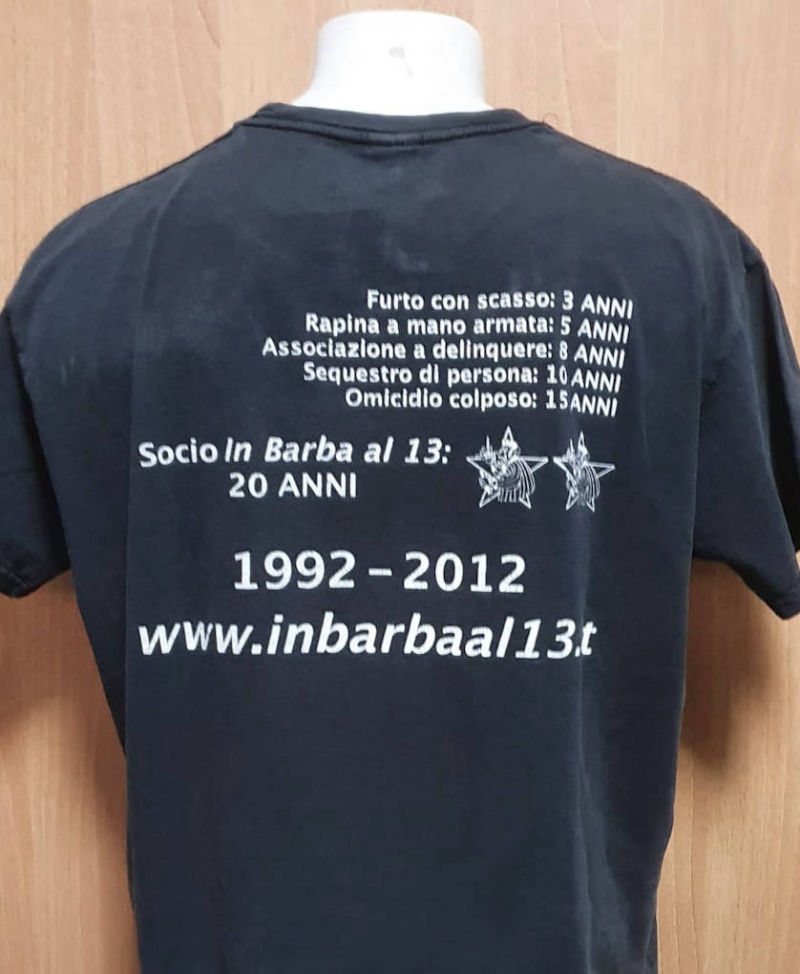 Furto con scasso: 3 ANNI
Rapina a mano armata: 5 ANNI
Associazione a delinquere: 8 ANNI
Sequestro di persona: 10 ANNI
Omicidio colposo: 15 ANNI
Socio In Barba al 13:
20 ANNI
1992 - 2012
www.inbarbaal13.t